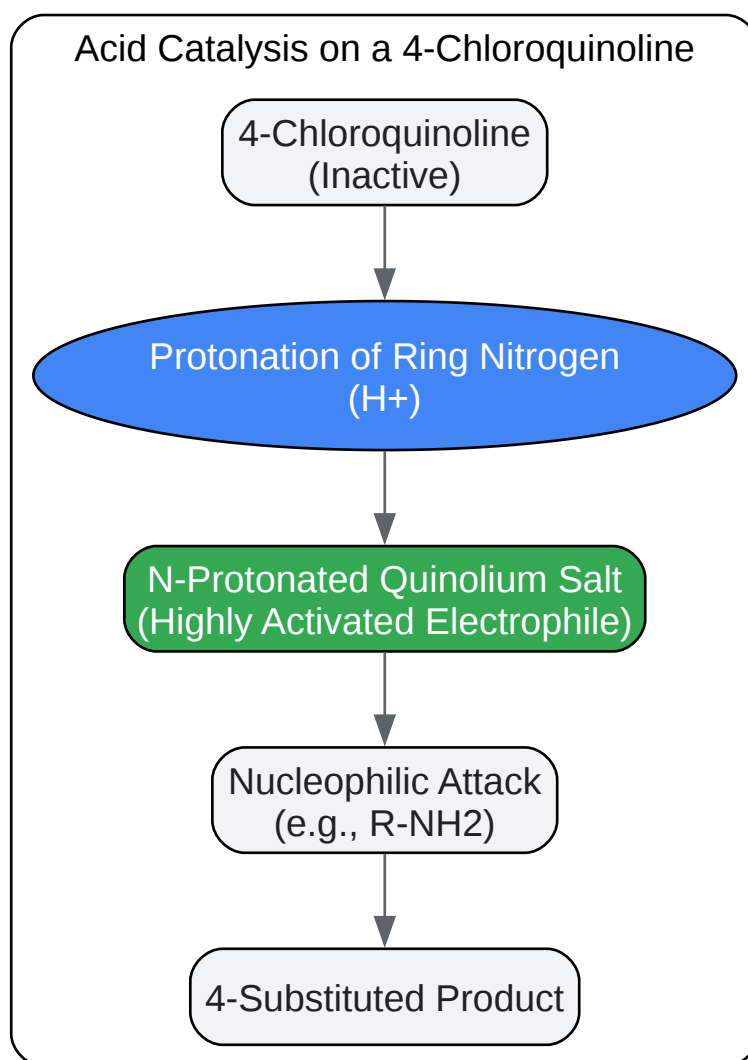 Acid Catalysis on a 4-Chloroquinoline
4-Chloroquinoline
(Inactive)
Protonation of Ring Nitrogen
(H+)
N-Protonated Quinolium Salt
(Highly Activated Electrophile)
Nucleophilic Attack
(e.g., R-NH2)
4-Substituted Product